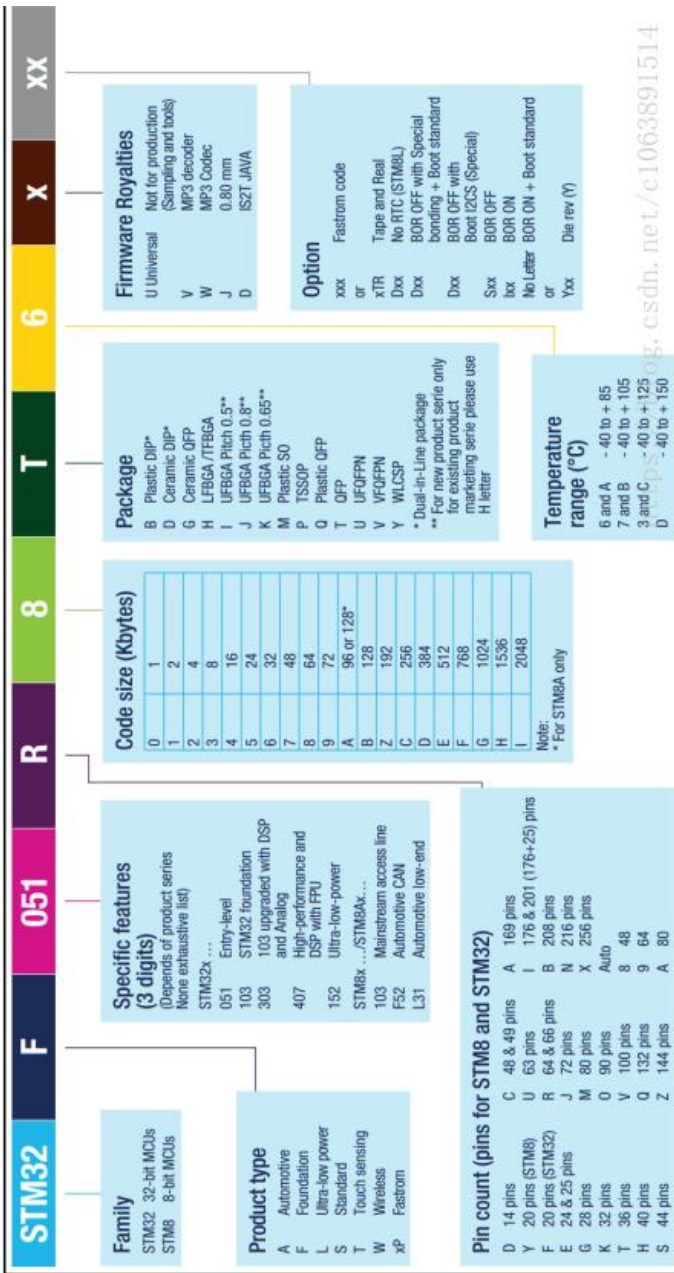 STM32 F 051 R 8 T 6 X XX
Family
STM32 32-bit MCUs
STM8 8-bit MCUs
Product type
A Automotive
F Foundation
L Ultra-low power
S Standard
T Touch sensing
W Wireless
xP Fastrom
Specific features
(3 digits)
(Depends of product series
None exhaustive list)
STM32x ...
051 Entry-level
103 STM32 foundation
303 103 upgraded with DSP
and Analog
407 High-performance and
DSP with FPU
152 Ultra-low-power
STM8x .../STM8Ax...
103 Mainstream access line
F52 Automotive CAN
L31 Automotive low-end
Pin count (pins for STM8 and STM32)
D 14 pins C 48 & 49 pins A 169 pins
Y 20 pins (STM8) U 63 pins I 176 & 201 (176+25) pins
F 20 pins (STM32) R 64 & 66 pins B 208 pins
E 24 & 25 pins J 72 pins N 216 pins
G 28 pins M 80 pins X 256 pins
K 32 pins O 90 pins Auto
T 36 pins V 100 pins 8 48
H 40 pins Q 132 pins 9 64
S 44 pins Z 144 pins A 80
Code size (Kbytes)
0 1
1 2
2 4
3 8
4 16
5 24
6 32
7 48
8 64
9 72
A 96 or 128*
B 128
Z 192
C 256
D 384
E 512
F 768
G 1024
H 1536
I 2048
Note:
* For STM8A only
Package
B Plastic DIP*
D Ceramic DIP*
G Ceramic QFP
H LFBGA /TFBGA
I UFBGA Pitch 0.5**
J UFBGA Picth 0.8**
K UFBGA Picth 0.65**
M Plastic SO
P TSSOP
Q Plastic QFP
T QFP
U UFQFPN
V VFQFPN
Y WLCSP
* Dual-in-Line package
** For new product serie only
for existing product
marketing serie please use
H letter
Temperature
range (°C)
6 and A - 40 to + 85
7 and B - 40 to + 105
3 and C - 40 to + 125
D - 40 to + 150
Firmware Royalties
U Universal Not for production
(Sampling and tools)
V MP3 decoder
W MP3 Codec
J 0.80 mm
D IS2T JAVA
Option
xxx Fastrom code
or
xTR Tape and Real
Dxx No RTC (STM8L)
Dxx BOR OFF with Special
bonding + Boot standard
Dxx BOR OFF with
Boot I2CS (Special)
Sxx BOR OFF
Ixx BOR ON
No Letter BOR ON + Boot standard
or
Yxx Die rev (Y)
og.csdn.net/c1063891514